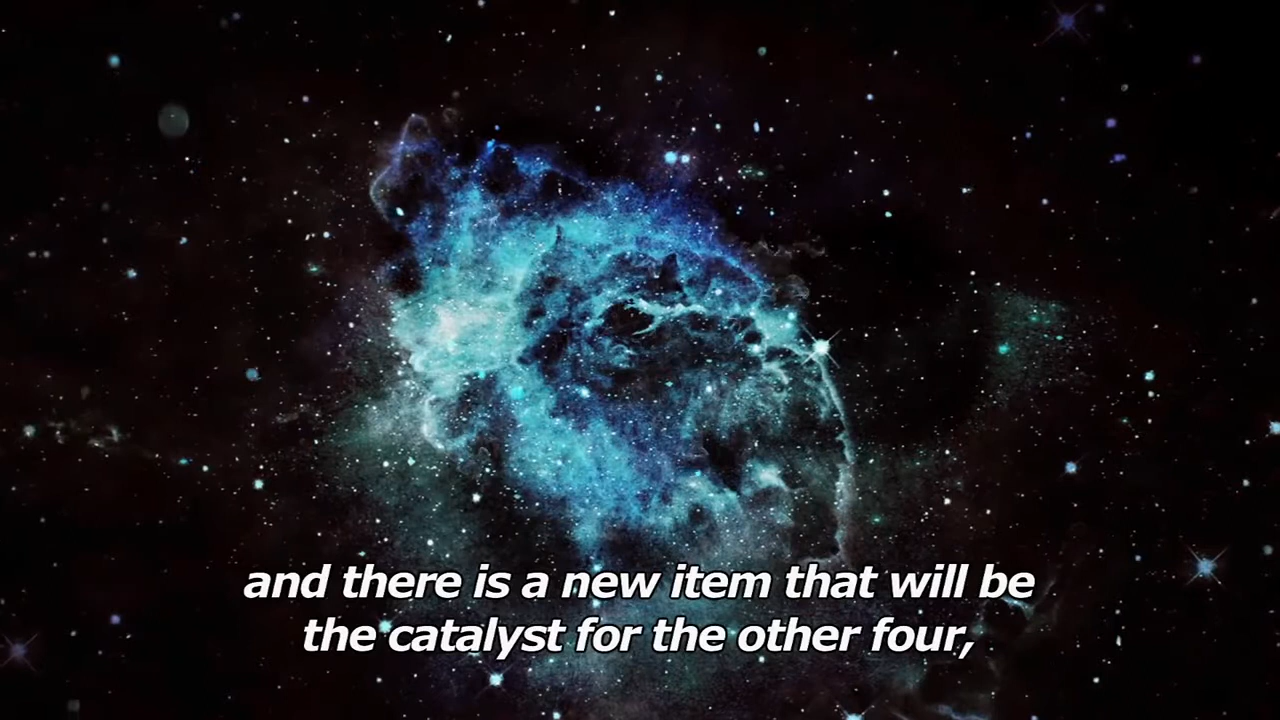 and there is a new item that will be
the catalyst for the other four,